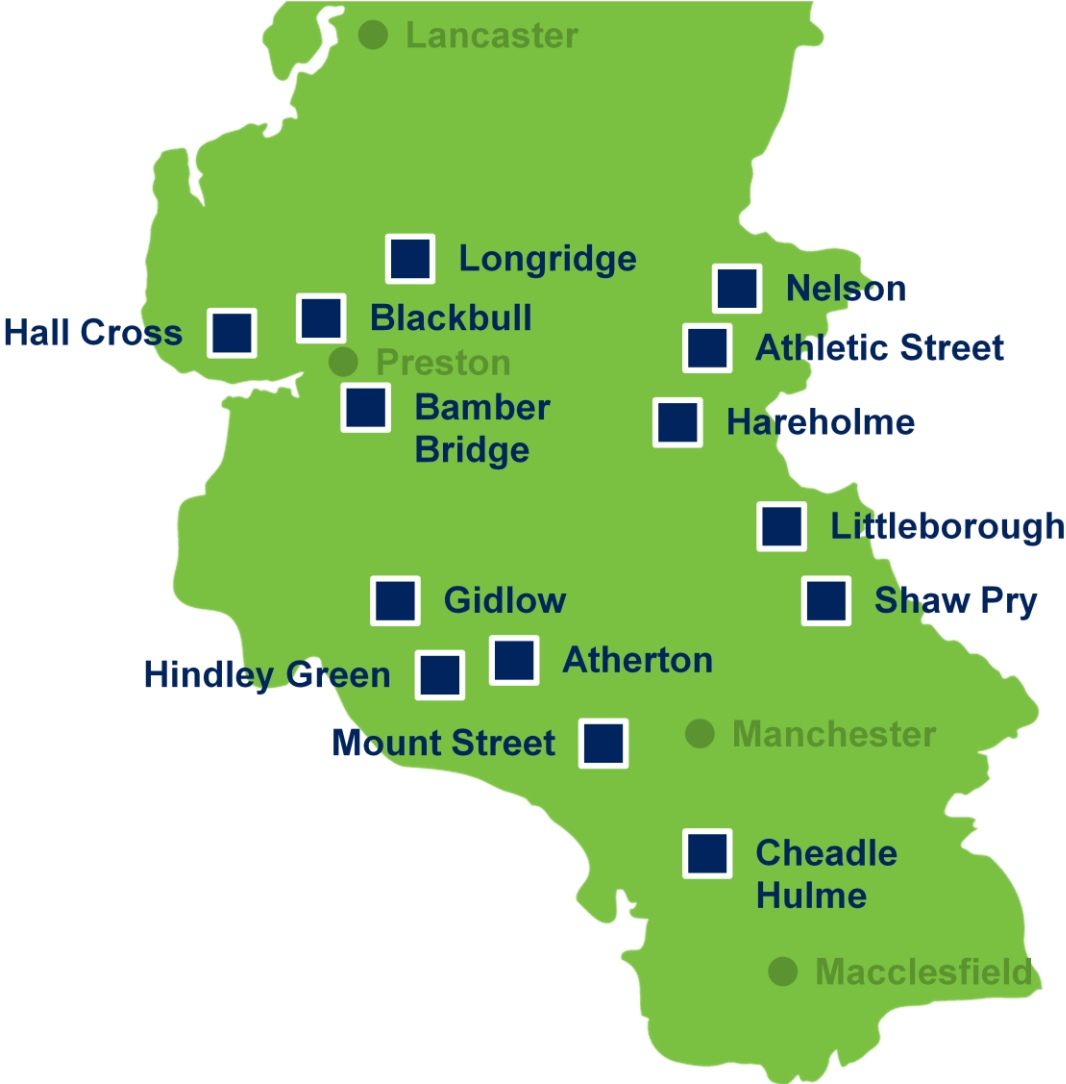 Lancaster
Longridge
Nelson
Blackbull
Hall Cross
Athletic Street
Preston
Bamber
Bridge
Hareholme
Littleborough
Gidlow
Shaw Pry
Atherton
Hindley Green
Manchester
Mount Street
Cheadle
Hulme
Macclesfield